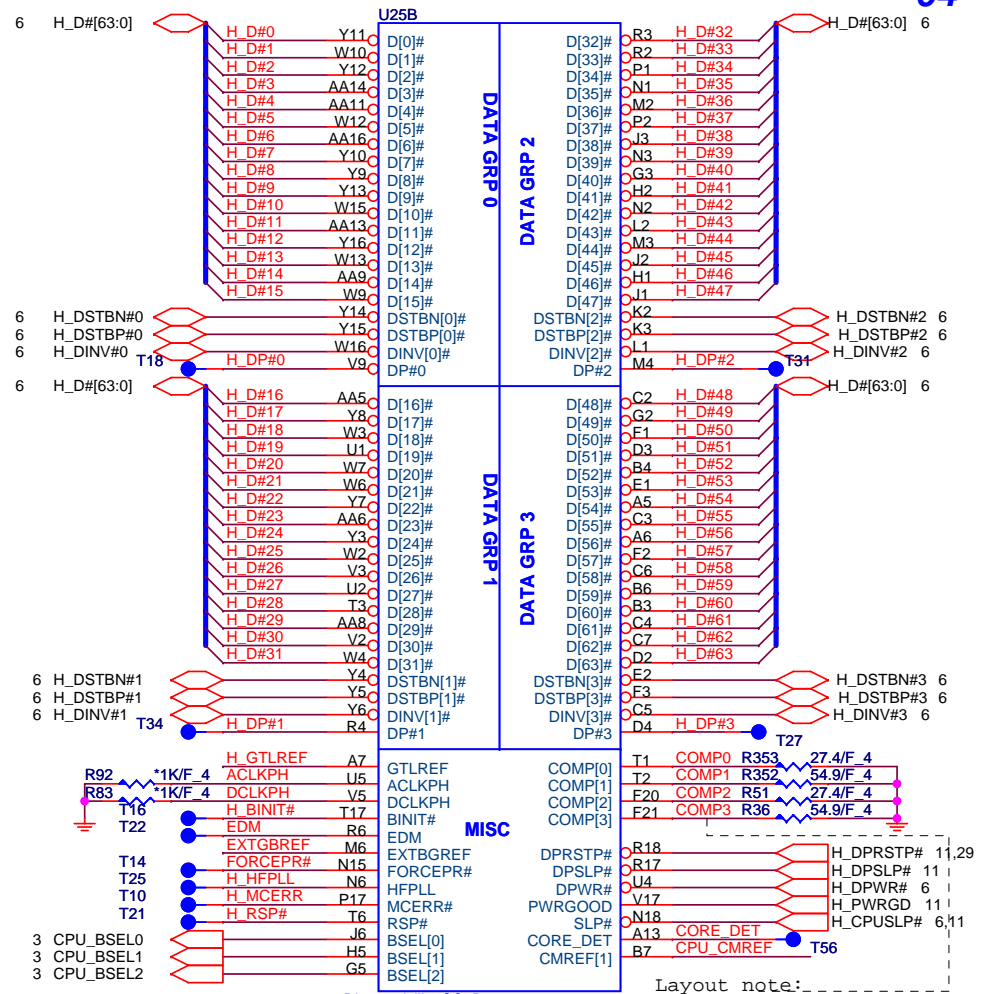 U25B
6 H_D#[63:0]
H_D#[63:0] 6
H_D#0 Y11 D[0]# D[32]# R3 H_D#32
H_D#1 W10 D[1]# D[33]# R2 H_D#33
H_D#2 Y12 D[2]# D[34]# P1 H_D#34
H_D#3 AA14 D[3]# D[35]# N1 H_D#35
H_D#4 AA11 D[4]# D[36]# M2 H_D#36
H_D#5 W12 D[5]# D[37]# P2 H_D#37
H_D#6 AA16 D[6]# D[38]# J3 H_D#38
H_D#7 Y10 D[7]# D[39]# N3 H_D#39
H_D#8 Y9 D[8]# D[40]# G3 H_D#40
H_D#9 Y13 D[9]# D[41]# H2 H_D#41
H_D#10 W15 D[10]# D[42]# N2 H_D#42
H_D#11 AA13 D[11]# D[43]# L2 H_D#43
H_D#12 Y16 D[12]# D[44]# M3 H_D#44
H_D#13 W13 D[13]# D[45]# J2 H_D#45
H_D#14 AA9 D[14]# D[46]# H1 H_D#46
H_D#15 W9 D[15]# D[47]# J1 H_D#47
DATA GRP 0
DATA GRP 2
6 H_DSTBN#0 Y14 DSTBN[0]# DSTBN[2]# K2 H_DSTBN#2 6
6 H_DSTBP#0 Y15 DSTBP[0]# DSTBP[2]# K3 H_DSTBP#2 6
6 H_DINV#0 W16 DINV[0]# DINV[2]# L1 H_DINV#2 6
T18 H_DP#0 V9 DP#0 DP#2 M4 H_DP#2 T31
6 H_D#[63:0]
H_D#[63:0] 6
H_D#16 AA5 D[16]# D[48]# C2 H_D#48
H_D#17 Y8 D[17]# D[49]# G2 H_D#49
H_D#18 W3 D[18]# D[50]# F1 H_D#50
H_D#19 U1 D[19]# D[51]# D3 H_D#51
H_D#20 W7 D[20]# D[52]# B4 H_D#52
H_D#21 W6 D[21]# D[53]# E1 H_D#53
H_D#22 Y7 D[22]# D[54]# A5 H_D#54
H_D#23 AA6 D[23]# D[55]# C3 H_D#55
H_D#24 Y3 D[24]# D[56]# A6 H_D#56
H_D#25 W2 D[25]# D[57]# F2 H_D#57
H_D#26 V3 D[26]# D[58]# C6 H_D#58
H_D#27 U2 D[27]# D[59]# B6 H_D#59
H_D#28 T3 D[28]# D[60]# B3 H_D#60
H_D#29 AA8 D[29]# D[61]# C4 H_D#61
H_D#30 V2 D[30]# D[62]# C7 H_D#62
H_D#31 W4 D[31]# D[63]# D2 H_D#63
DATA GRP 1
DATA GRP 3
6 H_DSTBN#1 Y4 DSTBN[1]# DSTBN[3]# E2 H_DSTBN#3 6
6 H_DSTBP#1 Y5 DSTBP[1]# DSTBP[3]# F3 H_DSTBP#3 6
6 H_DINV#1 Y6 DINV[1]# DINV[3]# C5 H_DINV#3 6
T34 H_DP#1 R4 DP#1 DP#3 D4 H_DP#3 T27
H_GTLREF A7 GTLREF COMP[0] T1 COMP0 R353 27.4/F_4
R92 *1K/F_4 ACLKPH U5 ACLKPH COMP[1] T2 COMP1 R352 54.9/F_4
R83 *1K/F_4 DCLKPH V5 DCLKPH COMP[2] F20 COMP2 R51 27.4/F_4
T16 H_BINIT# T17 BINIT# COMP[3] F21 COMP3 R36 54.9/F_4
T22 EDM R6 EDM
MISC
EXTGBREF M6 EXTBGREF DPRSTP# R18 H_DPRSTP# 11,29
T14 FORCEPR# N15 FORCEPR# DPSLP# R17 H_DPSLP# 11
T25 H_HFPLL N6 HFPLL DPWR# U4 H_DPWR# 6
T10 H_MCERR P17 MCERR# PWRGOOD V17 H_PWRGD 11
T21 H_RSP# T6 RSP# SLP# N18 H_CPUSLP# 6,11
3 CPU_BSEL0 J6 BSEL[0] CORE_DET A13 CORE_DET T56
3 CPU_BSEL1 H5 BSEL[1] CMREF[1] B7 CPU_CMREF
3 CPU_BSEL2 G5 BSEL[2]
Layout note: